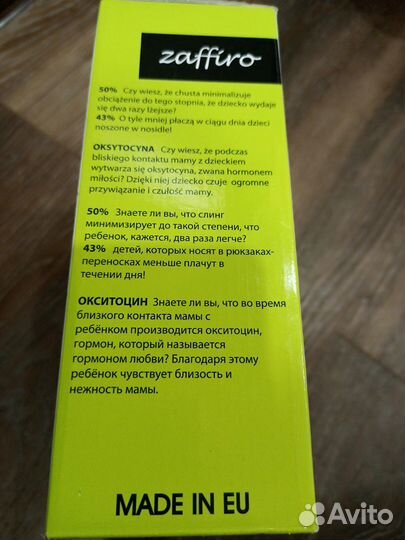 zaffiro
50% Czy wiesz, że chusta minimalizuje
obciążenie do tego stopnia, że dziecko wydaje
się dwa razy lżejsze?
43% O tyle mniej płaczą w ciągu dnia dzieci
noszone w nosidle!
OKSYTOCYNA Czy wiesz, że podczas
bliskiego kontaktu mamy z dzieckiem
wytwarza się oksytocyna, zwana hormonem
miłości? Dzięki niej dziecko czuje ogromne
przywiązanie i czułość mamy.
50% Знаете ли вы, что слинг
минимизирует до такой степени, что
ребенок, кажется, два раза легче?
43% детей, которых носят в рюкзаках-
переносках меньше плачут в
течении дня!
ОКСИТОЦИН Знаете ли вы, что во время
близкого контакта мамы с
ребёнком производится окситоцин,
гормон, который называется
гормоном любви? Благодаря этому
ребёнок чувствует близость и
нежность мамы.
MADE IN EU
Avito